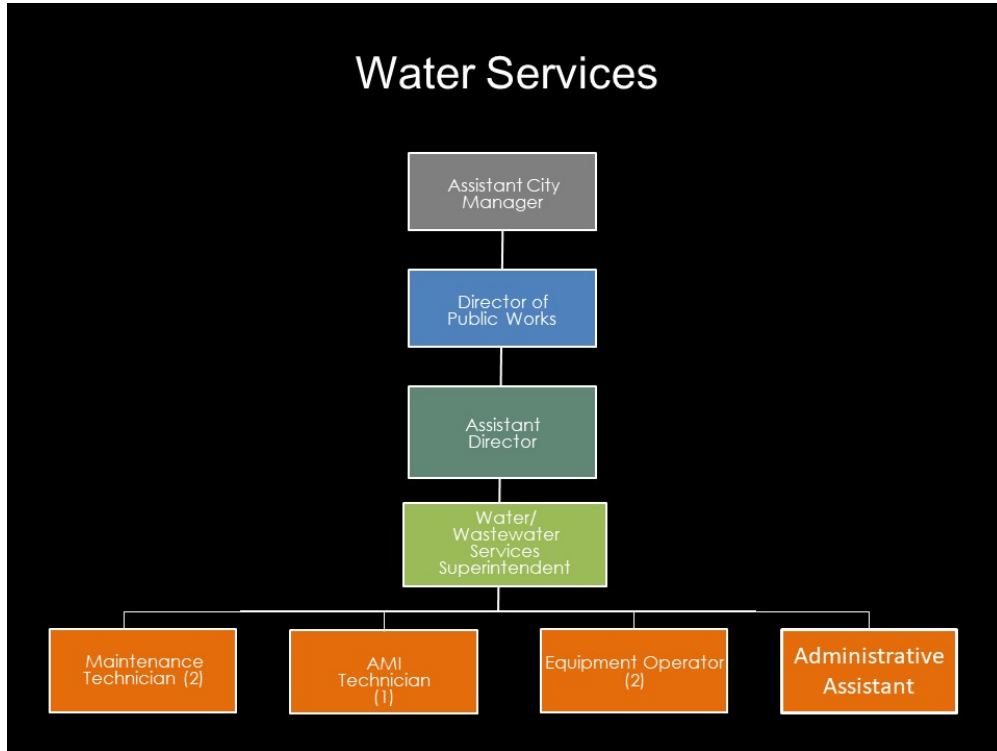 Water Services
Assistant City
Manager
Director of
Public Works
Assistant
Director
Water/
Wastewater
Services
Superintendent
Maintenance
Technician (2)
AMI
Technician
(1)
Equipment Operator
(2)
Administrative
Assistant